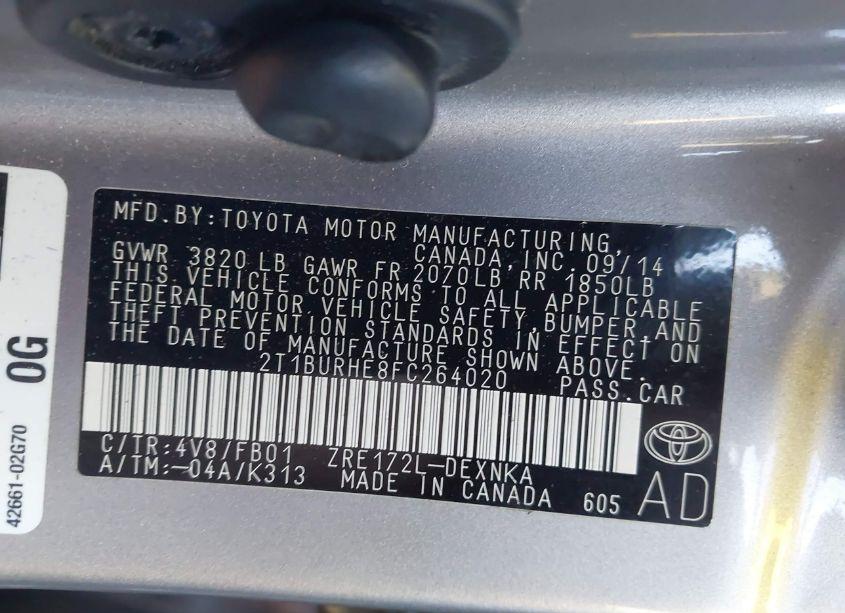 MFD.BY:TOYOTA MOTOR MANUFACTURING,
CANADA, INC. 09/14
GVWR 3820 LB GAWR FR 2070LB RR 1850LB
THIS VEHICLE CONFORMS TO ALL APPLICABLE
FEDERAL MOTOR VEHICLE SAFETY,BUMPER,AND
THEFT PREVENTION STANDARDS IN EFFECT ON
THE DATE OF MANUFACTURE SHOWN ABOVE.
2T1BURHE8FC264020 PASS.CAR
C/TR:4V8/FB01 ZRE172L-DEXNKA
A/TM:-04A/K313 MADE IN CANADA 605 AD
0G
42661-02G70